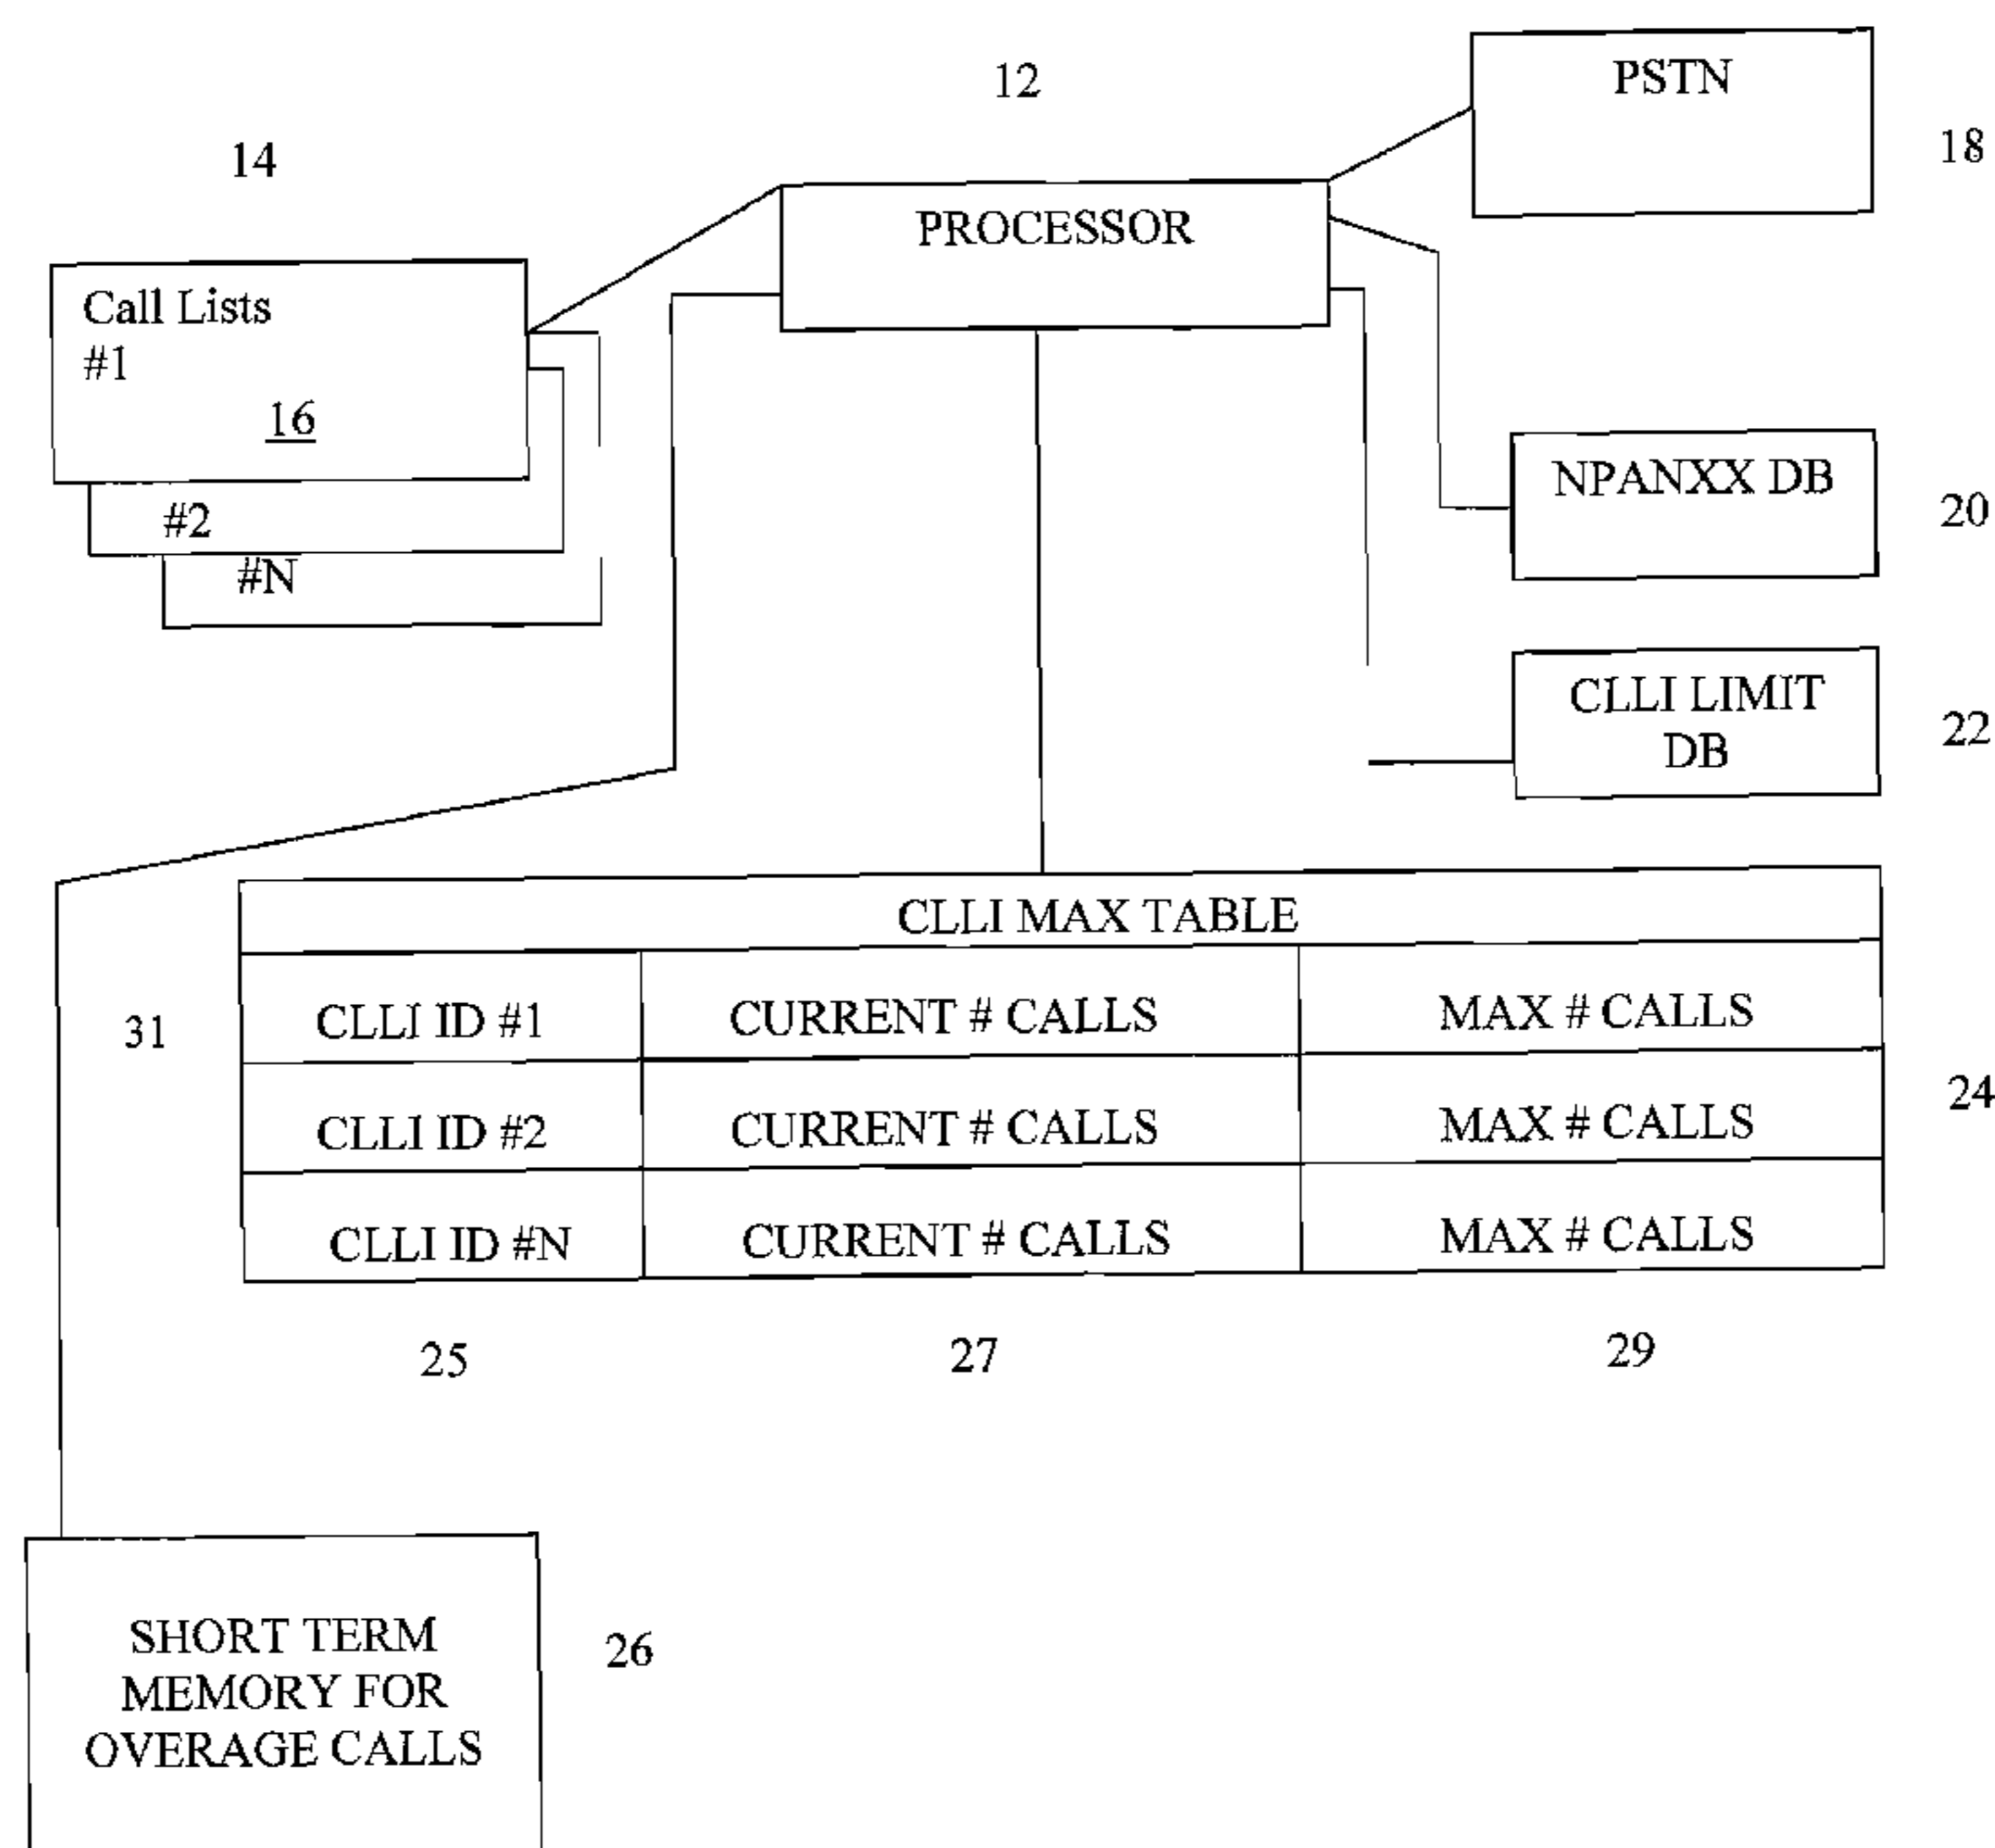 12
PSTN
18
14
PROCESSOR
Call Lists
#1
16
#2
#N
NPANXX DB
20
CLLI LIMIT
DB
22
CLLI MAX TABLE
31
CLLI ID #1 CURRENT # CALLS MAX # CALLS
CLLI ID #2 CURRENT # CALLS MAX # CALLS
24
CLLI ID #N CURRENT # CALLS MAX # CALLS
25 27 29
SHORT TERM
MEMORY FOR
OVERAGE CALLS
26